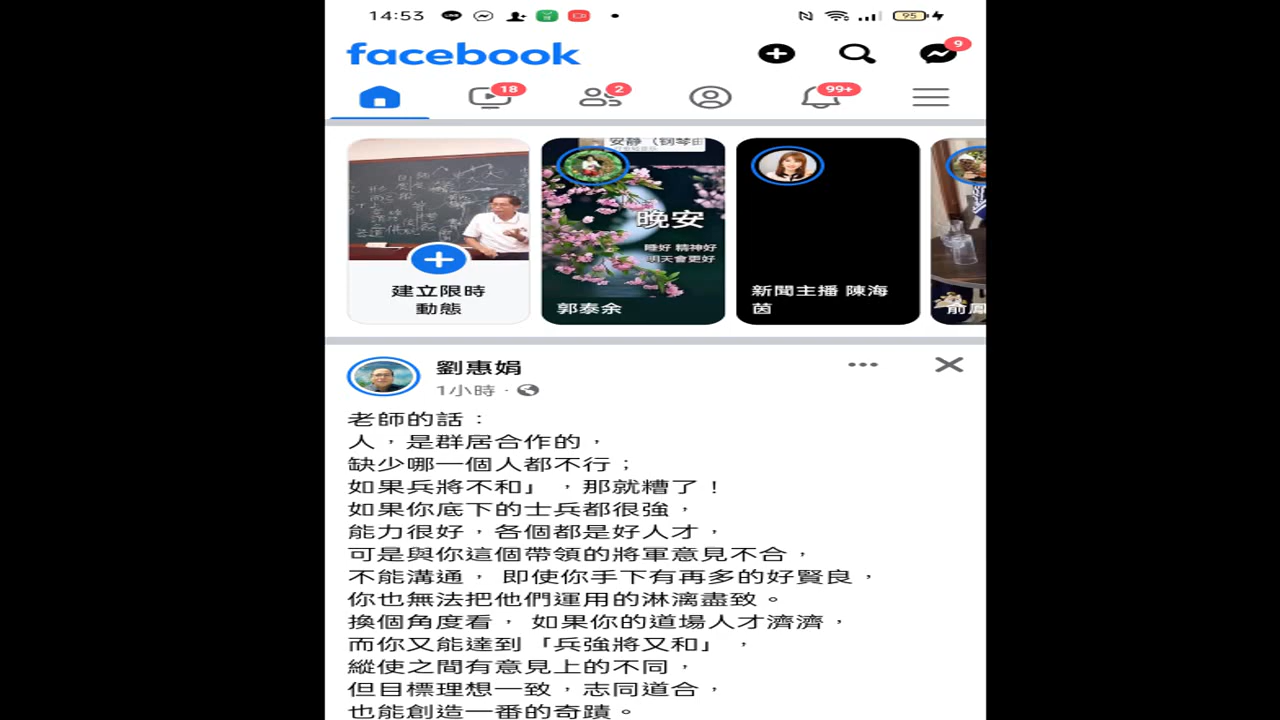 14:53
95
facebook
9
18
2
99+
安静（钢琴曲
晚安
睡好 精神好
明天會更好
建立限時
動態
郭泰余
新聞主播 陳海
茵
俞鳳
劉惠娟
1小時 ·
老師的話：
人，是群居合作的，
缺少哪一個人都不行；
如果兵將不和」，那就糟了！
如果你底下的士兵都很強，
能力很好，各個都是好人才，
可是與你這個帶領的將軍意見不合，
不能溝通， 即使你手下有再多的好賢良，
你也無法把他們運用的淋漓盡致。
換個角度看， 如果你的道場人才濟濟，
而你又能達到「兵強將又和」，
縱使之間有意見上的不同，
但目標理想一致，志同道合，
也能創造一番的奇蹟。